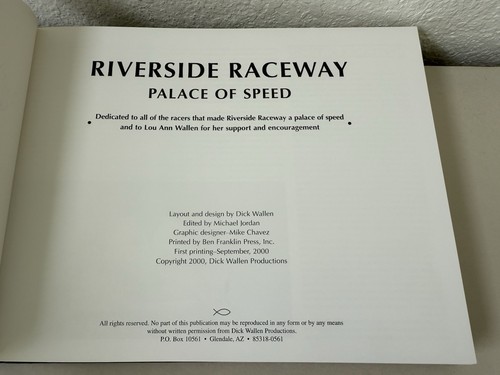 RIVERSIDE RACEWAY
PALACE OF SPEED
• Dedicated to all of the racers that made Riverside Raceway a palace of speed
and to Lou Ann Wallen for her support and encouragement •
Layout and design by Dick Wallen
Edited by Michael Jordan
Graphic designer–Mike Chavez
Printed by Ben Franklin Press, Inc.
First printing–September, 2000
Copyright 2000, Dick Wallen Productions
All rights reserved. No part of this publication may be reproduced in any form or by any means
without written permission from Dick Wallen Productions.
P.O. Box 10561 • Glendale, AZ • 85318-0561